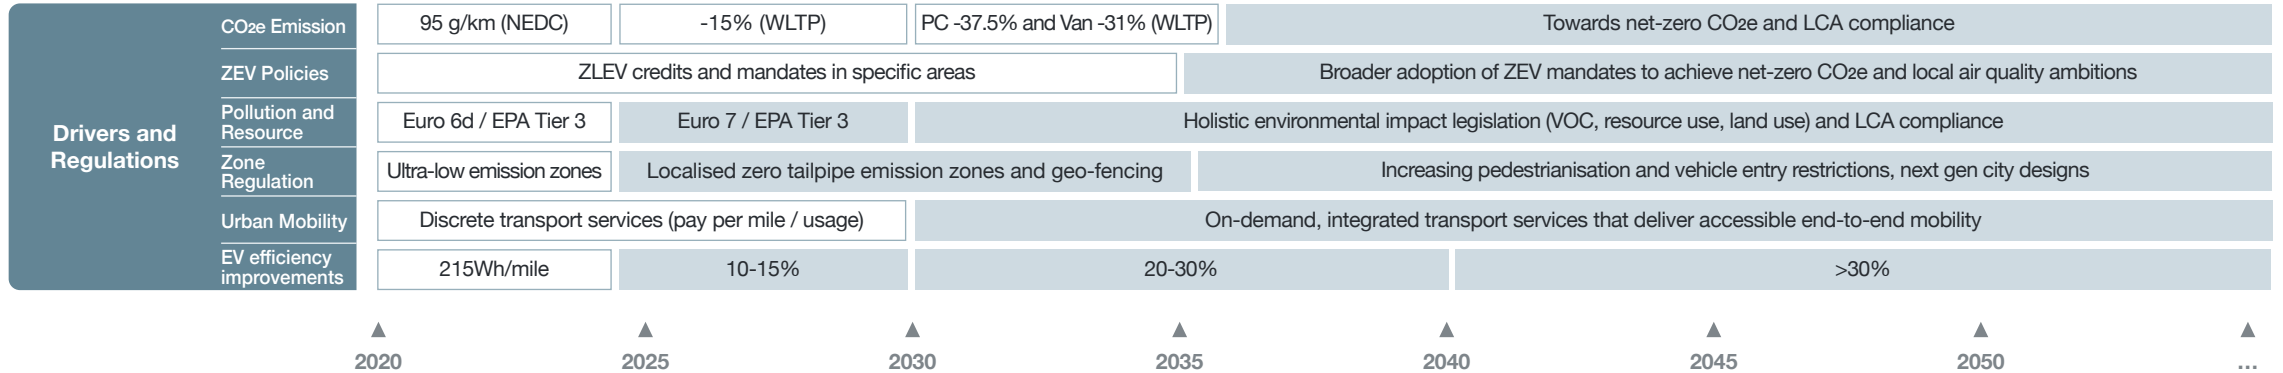 Drivers and
Regulations
CO2e Emission
95 g/km (NEDC)
-15% (WLTP)
PC -37.5% and Van -31% (WLTP)
Towards net-zero CO2e and LCA compliance
ZEV Policies
ZLEV credits and mandates in specific areas
Broader adoption of ZEV mandates to achieve net-zero CO2e and local air quality ambitions
Pollution and
Resource
Euro 6d / EPA Tier 3
Euro 7 / EPA Tier 3
Holistic environmental impact legislation (VOC, resource use, land use) and LCA compliance
Zone
Regulation
Ultra-low emission zones
Localised zero tailpipe emission zones and geo-fencing
Increasing pedestrianisation and vehicle entry restrictions, next gen city designs
Urban Mobility
Discrete transport services (pay per mile / usage)
On-demand, integrated transport services that deliver accessible end-to-end mobility
EV efficiency
improvements
215Wh/mile
10-15%
20-30%
>30%
2020
2025
2030
2035
2040
2045
2050
...